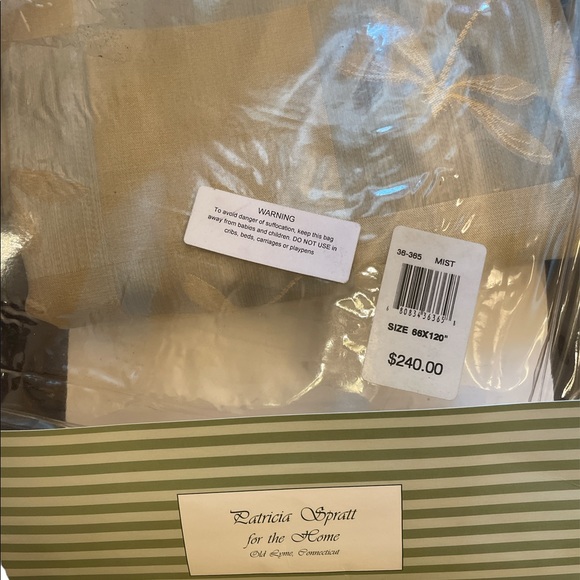 WARNING
To avoid danger of suffocation, keep this bag
away from babies and children. DO NOT USE in
cribs, beds, carriages or playpens
36-365 MIST
80834 36365
SIZE 66X120"
$240.00
Patricia Spratt
for the Home
Old Lyme, Connecticut